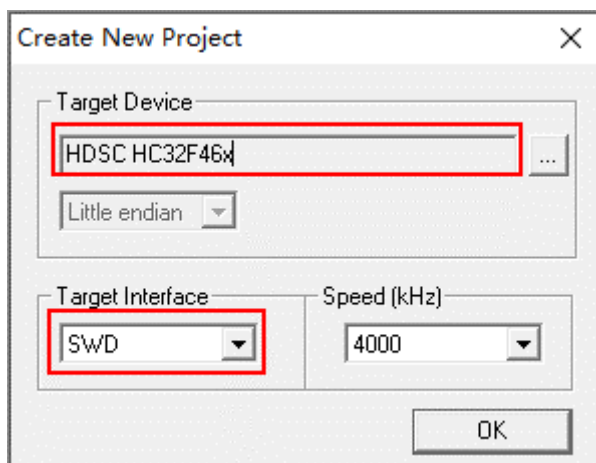 Create New Project
Target Device
HDSC HC32F46x
...
Little endian
Target Interface
Speed (kHz)
SWD
4000
OK